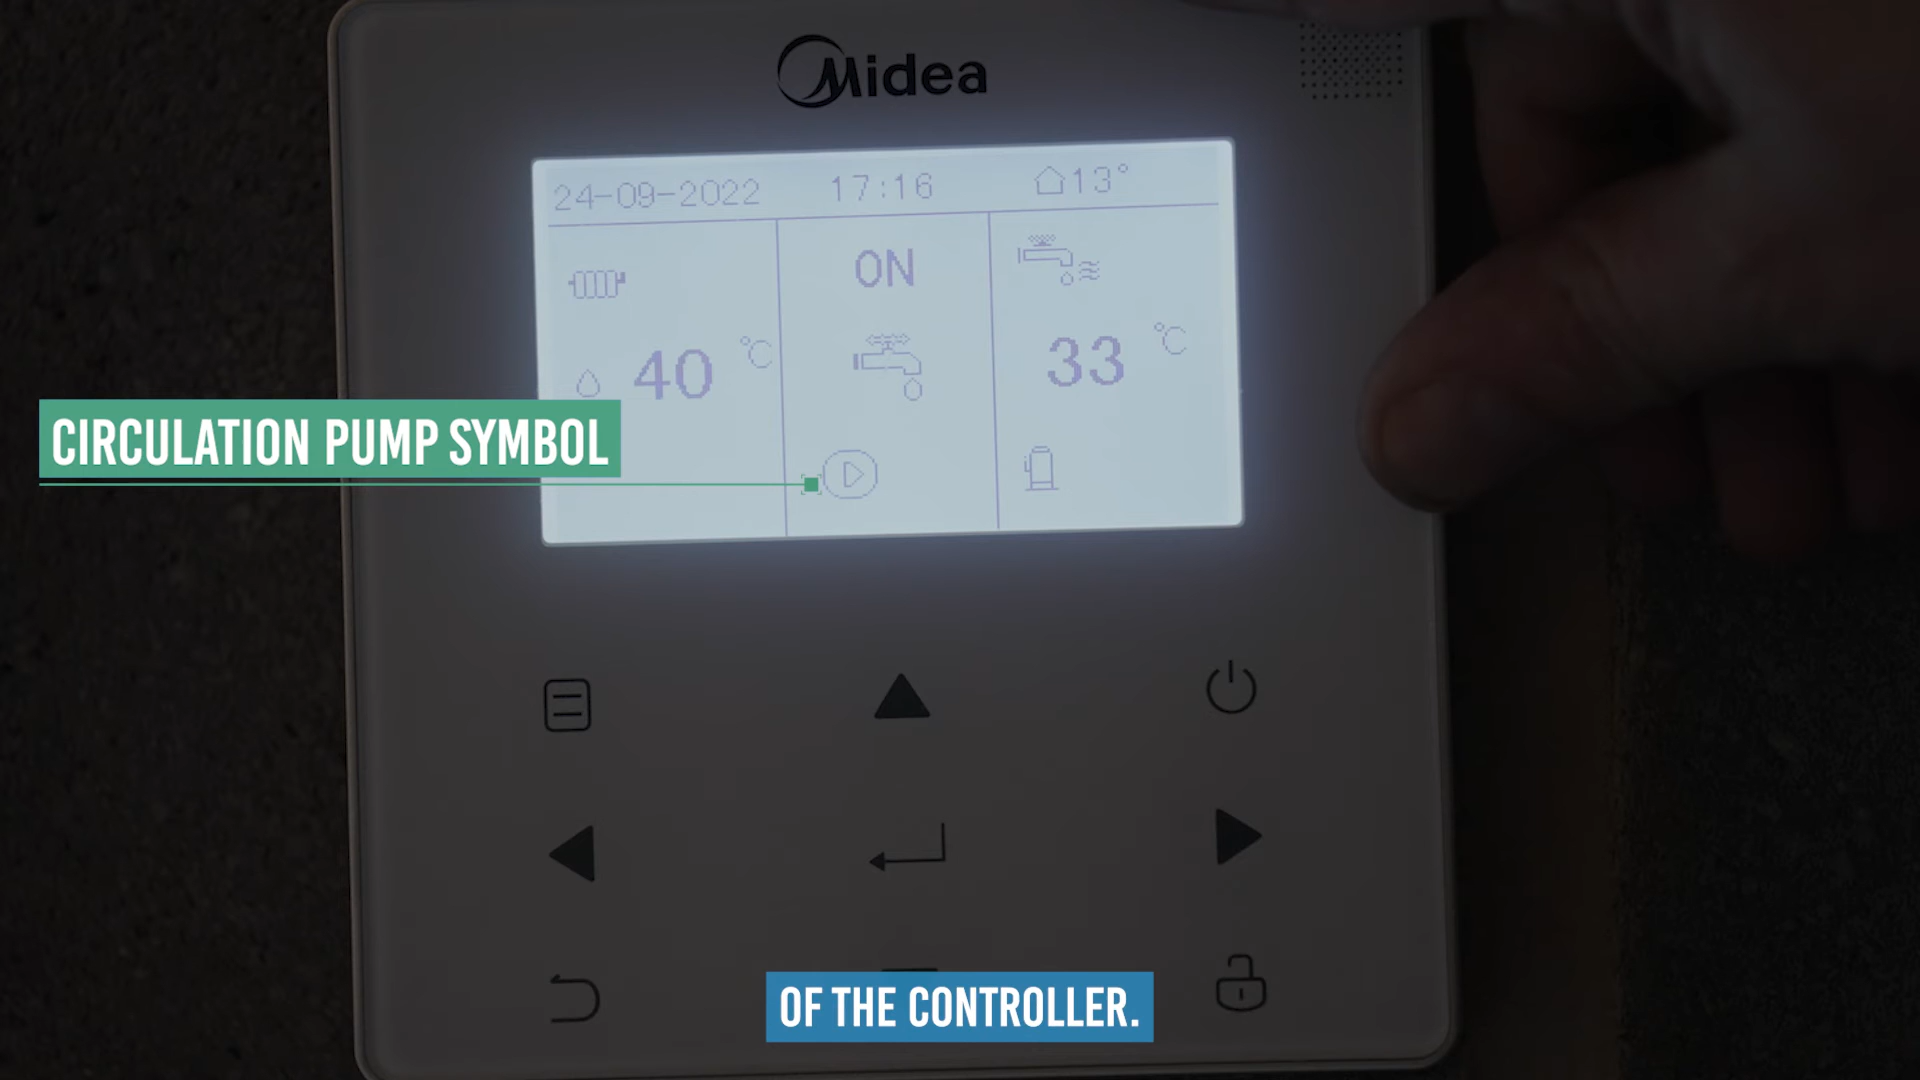 Midea
24-09-2022 17:16 13°
ON
40 °C
33 °C
CIRCULATION PUMP SYMBOL
OF THE CONTROLLER.